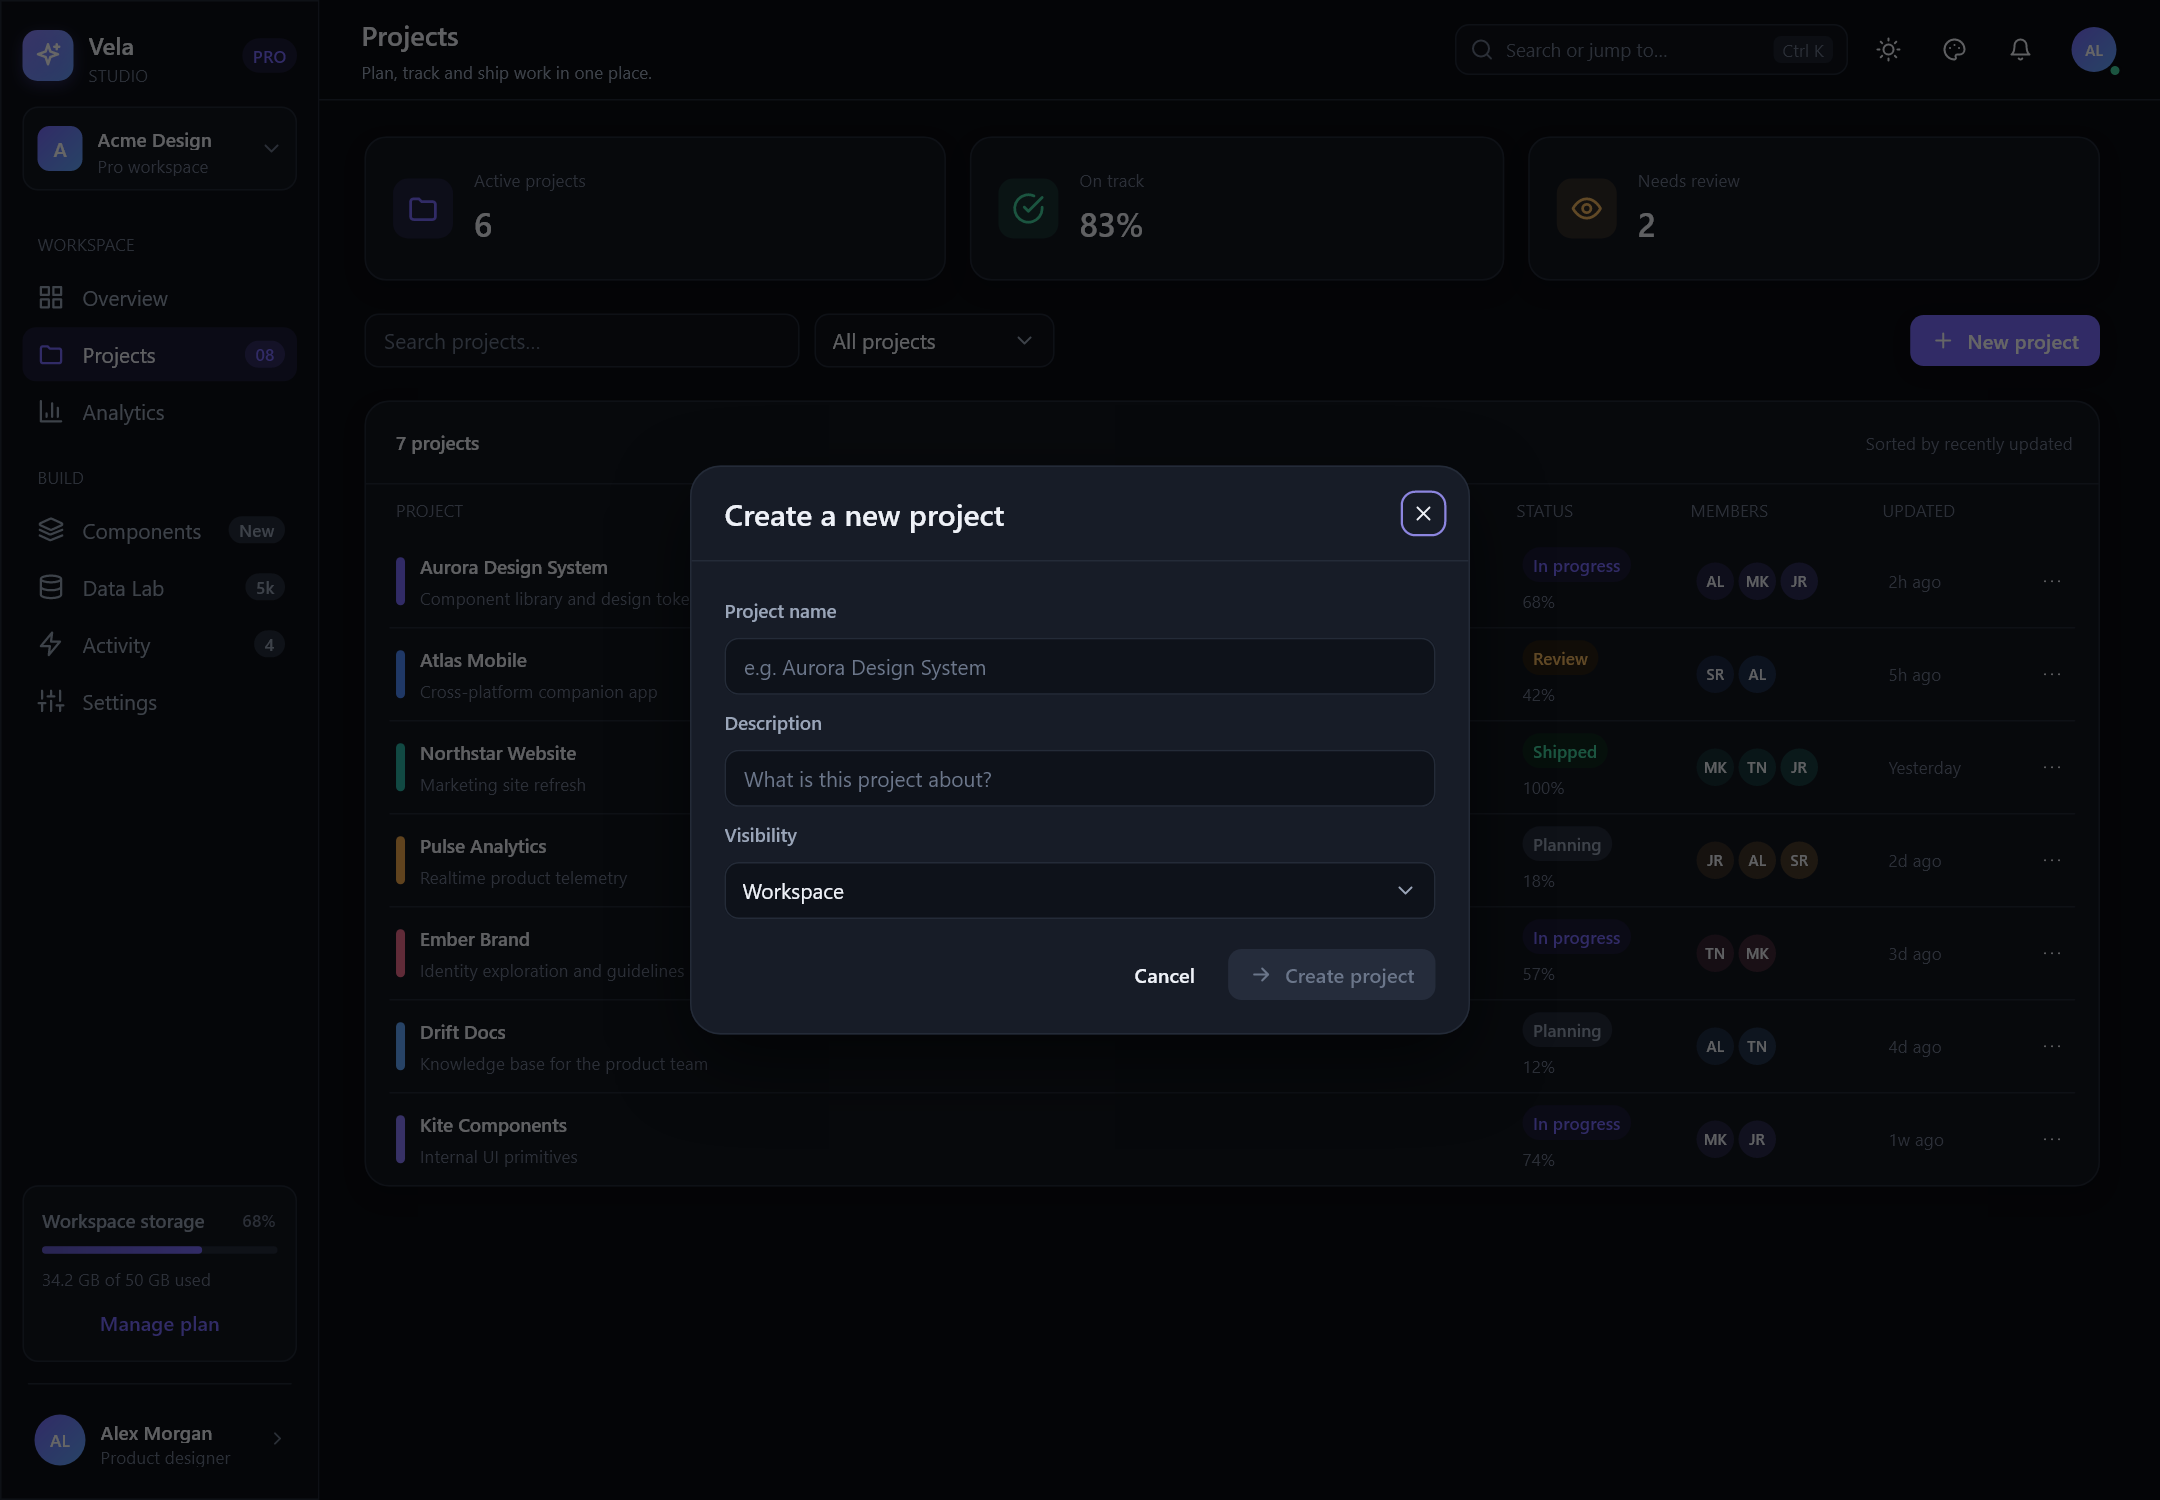 Vela
STUDIO
PRO
Acme Design
Pro workspace
WORKSPACE
Overview
Projects
08
Analytics
BUILD
Components
New
Data Lab
5k
Activity
4
Settings
Workspace storage
68%
34.2 GB of 50 GB used
Manage plan
AL
Alex Morgan
Product designer
Projects
Plan, track and ship work in one place.
Search or jump to...
Ctrl K
AL
A
Active projects
6
On track
83%
Needs review
2
Search projects...
All projects
New project
7 projects
Sorted by recently updated
PROJECT
STATUS
MEMBERS
UPDATED
Aurora Design System
Component library and design toke
In progress
68%
AL MK JR
2h ago
Atlas Mobile
Cross-platform companion app
Review
42%
SR AL
5h ago
Northstar Website
Marketing site refresh
Shipped
100%
MK TN JR
Yesterday
Pulse Analytics
Realtime product telemetry
Planning
18%
JR AL SR
2d ago
Ember Brand
Identity exploration and guidelines
In progress
57%
TN MK
3d ago
Drift Docs
Knowledge base for the product team
Planning
12%
AL TN
4d ago
Kite Components
Internal UI primitives
In progress
74%
MK JR
1w ago
Create a new project
Project name
e.g. Aurora Design System
Description
What is this project about?
Visibility
Workspace
Cancel
Create project